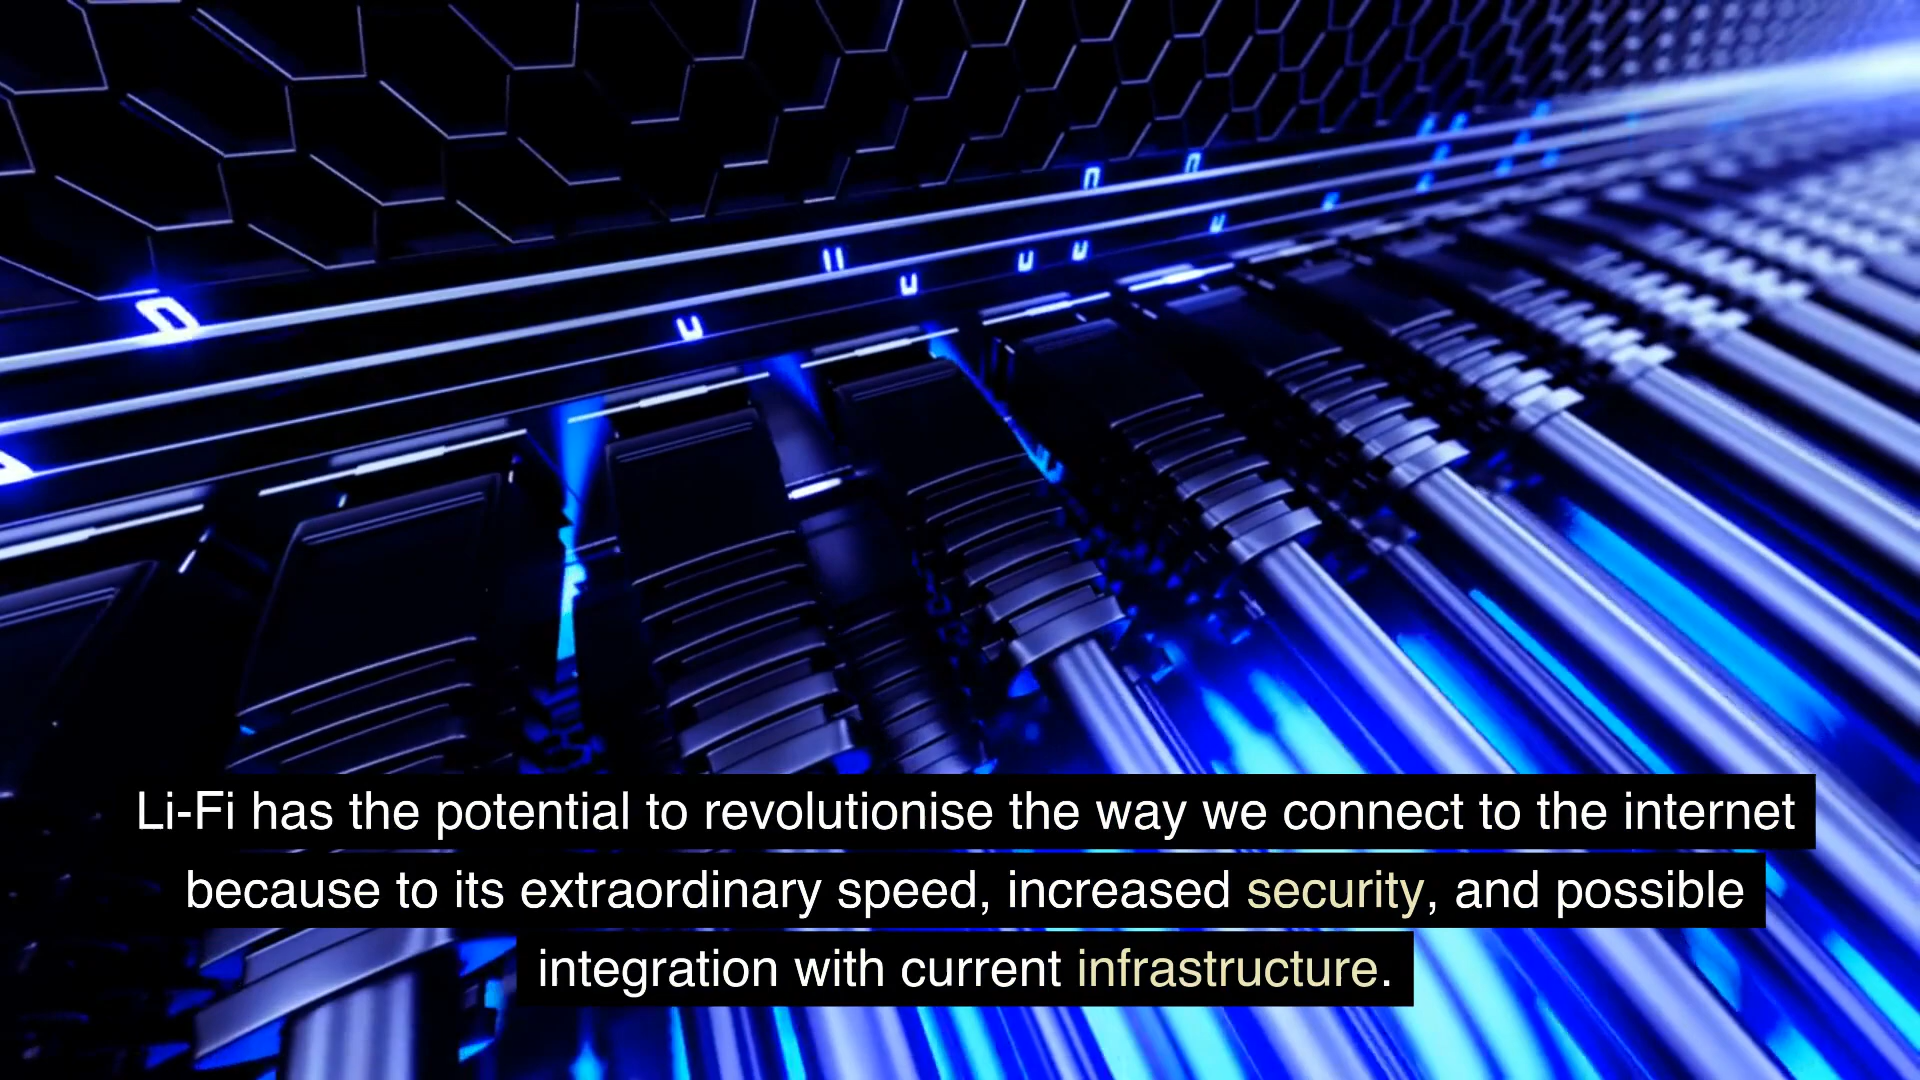 Li-Fi has the potential to revolutionise the way we connect to the internet
because to its extraordinary speed, increased security, and possible
integration with current infrastructure.